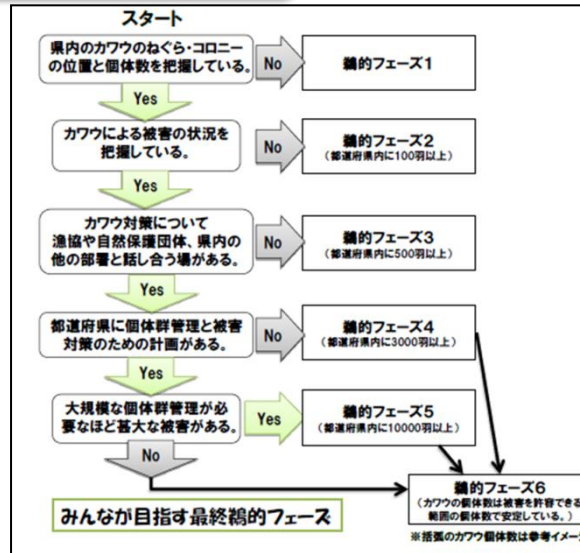 スタート
県内のカワウのねぐら・コロニー
の位置と個体数を把握している。
No
鵜的フェーズ1
Yes
カワウによる被害の状況を
把握している。
No
鵜的フェーズ2
(都道府県内に100羽以上)
Yes
カワウ対策について
漁協や自然保護団体、県内の
他の部署と話し合う場がある。
No
鵜的フェーズ3
(都道府県内に500羽以上)
Yes
都道府県に個体群管理と被害
対策のための計画がある。
No
鵜的フェーズ4
(都道府県内に3000羽以上)
Yes
大規模な個体群管理が必
要なほど甚大な被害がある。
Yes
鵜的フェーズ5
(都道府県内に10000羽以上)
No
鵜的フェーズ6
(カワウの個体数は被害を許容できる
範囲の個体数で安定している。)
みんなが目指す最終鵜的フェーズ
※括弧のカワウ個体数は参考イメー